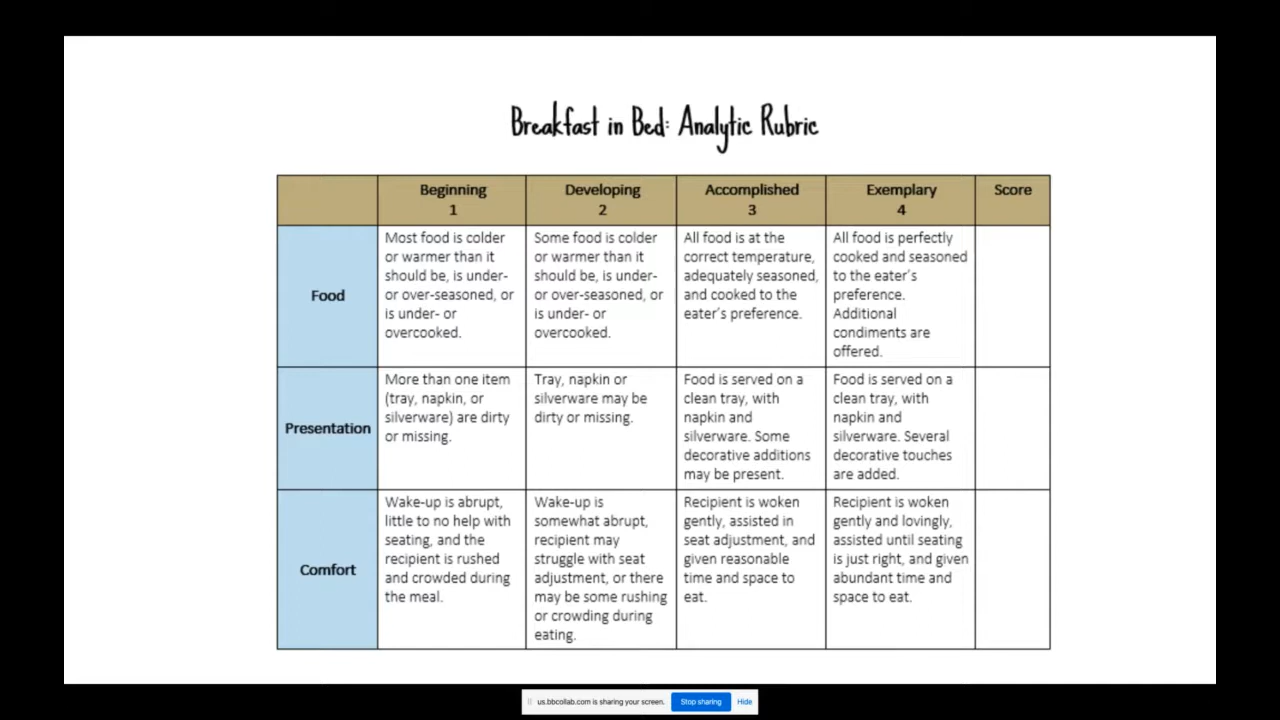 Breakfast in Bed: Analytic Rubric
Beginning
1
Developing
2
Accomplished
3
Exemplary
4
Score
Food
Most food is colder
or warmer than it
should be, is under-
or over-seasoned, or
is under- or
overcooked.
Some food is colder
or warmer than it
should be, is under-
or over-seasoned, or
is under- or
overcooked.
All food is at the
correct temperature,
adequately seasoned,
and cooked to the
eater's preference.
All food is perfectly
cooked and seasoned
to the eater's
preference.
Additional
condiments are
offered.
Presentation
More than one item
(tray, napkin, or
silverware) are dirty
or missing.
Tray, napkin or
silverware may be
dirty or missing.
Food is served on a
clean tray, with
napkin and
silverware. Some
decorative additions
may be present.
Food is served on a
clean tray, with
napkin and
silverware. Several
decorative touches
are added.
Comfort
Wake-up is abrupt,
little to no help with
seating, and the
recipient is rushed
and crowded during
the meal.
Wake-up is
somewhat abrupt,
recipient may
struggle with seat
adjustment, or there
may be some rushing
or crowding during
eating.
Recipient is woken
gently, assisted in
seat adjustment, and
given reasonable
time and space to
eat.
Recipient is woken
gently and lovingly,
assisted until seating
is just right, and given
abundant time and
space to eat.
us.bbcollab.com is sharing your screen.
Stop sharing
Hide